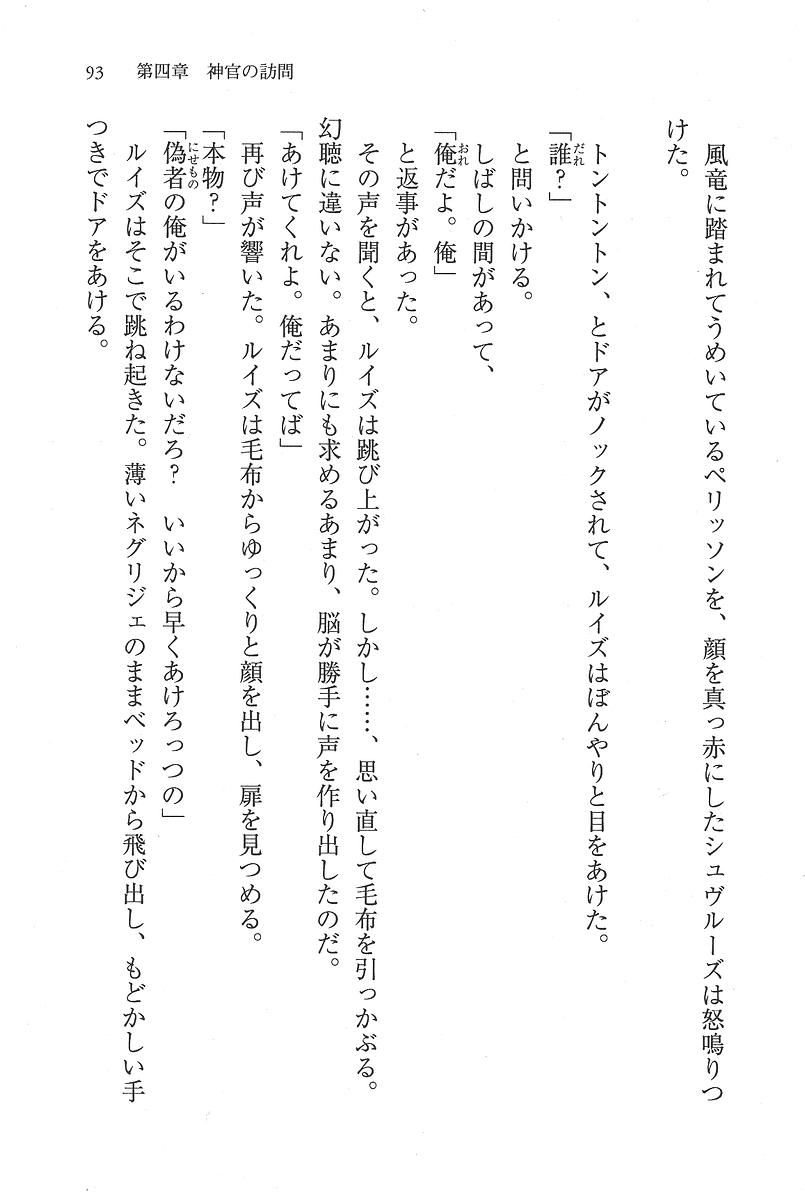 93　第四章　神官の訪問
　風竜に踏まれてうめいているペリッソンを、顔を真っ赤にしたシュヴルーズは怒鳴りつ
けた。
　トントントン、とドアがノックされて、ルイズはぼんやりと目をあけた。
「誰？」
　と問いかける。
　しばしの間があって、
「俺だよ。俺」
　と返事があった。
　その声を聞くと、ルイズは跳び上がった。しかし……、思い直して毛布を引っかぶる。
幻聴に違いない。あまりにも求めるあまり、脳が勝手に声を作り出したのだ。
「あけてくれよ。俺だってば」
　再び声が響いた。ルイズは毛布からゆっくりと顔を出し、扉を見つめる。
「本物？」
「偽者の俺がいるわけないだろ？　いいから早くあけろっつの」
　ルイズはそこで跳ね起きた。薄いネグリジェのままベッドから飛び出し、もどかしい手
つきでドアをあける。